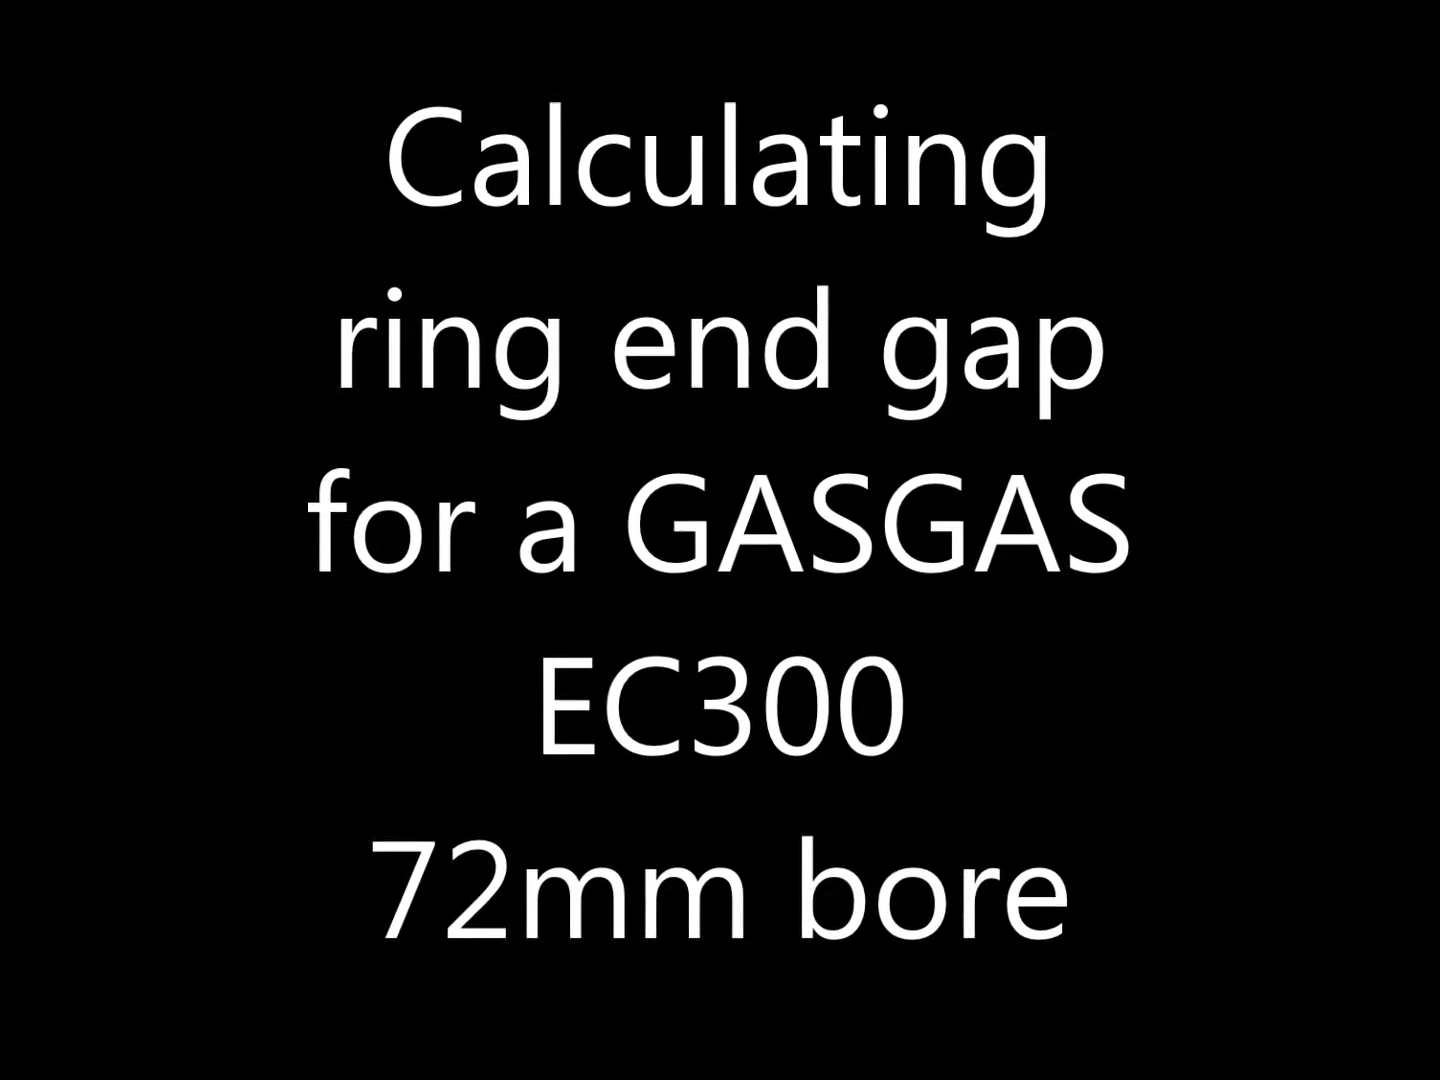 Calculating
ring end gap
for a GASGAS
EC300
72mm bore